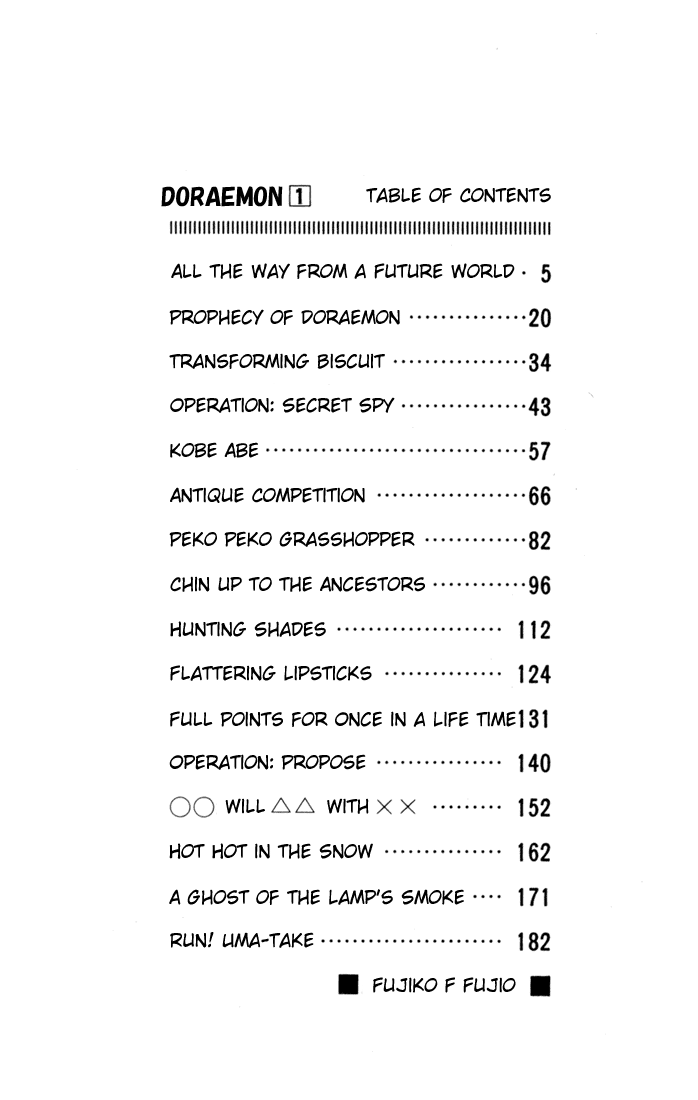 DORAEMON 1 TABLE OF CONTENTS
ALL THE WAY FROM A FUTURE WORLD · 5
PROPHECY OF DORAEMON ··············· 20
TRANSFORMING BISCUIT ················· 34
OPERATION: SECRET SPY ················ 43
KOBE ABE ································· 57
ANTIQUE COMPETITION ··················· 66
PEKO PEKO GRASSHOPPER ············· 82
CHIN UP TO THE ANCESTORS ············ 96
HUNTING SHADES ····················· 112
FLATTERING LIPSTICKS ··············· 124
FULL POINTS FOR ONCE IN A LIFE TIME131
OPERATION: PROPOSE ················ 140
○○ WILL △△ WITH ×× ········· 152
HOT HOT IN THE SNOW ··············· 162
A GHOST OF THE LAMP'S SMOKE ···· 171
RUN! UMA-TAKE ······················· 182
■ FUJIKO F FUJIO ■